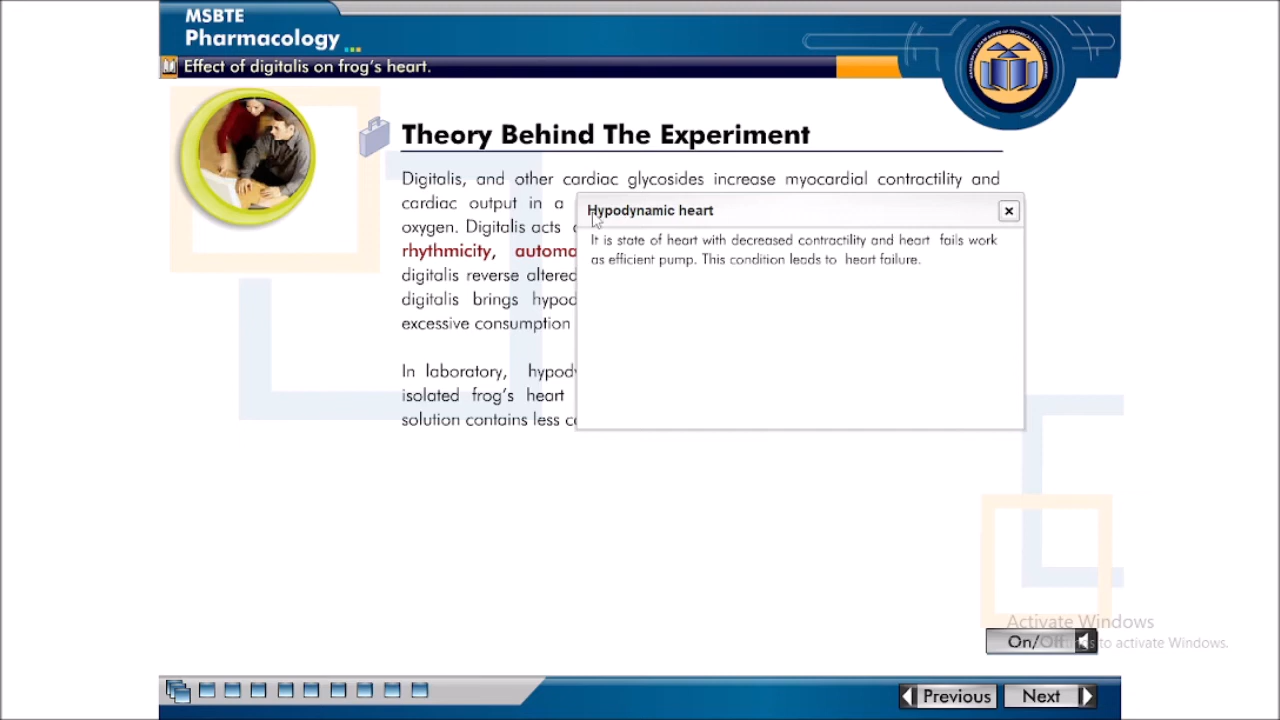 MSBTE
Pharmacology
Effect of digitalis on frog's heart.
Theory Behind The Experiment
Digitalis, and other cardiac glycosides increase myocardial contractility and
cardiac output in a
oxygen. Digitalis acts
rhythmicity, automa
digitalis reverse altered
digitalis brings hypod
excessive consumption
In laboratory, hypody
isolated frog's heart
solution contains less c
Hypodynamic heart
It is state of heart with decreased contractility and heart fails work
as efficient pump. This condition leads to heart failure.
Activate Windows
On/Off
to activate Windows.
Previous
Next